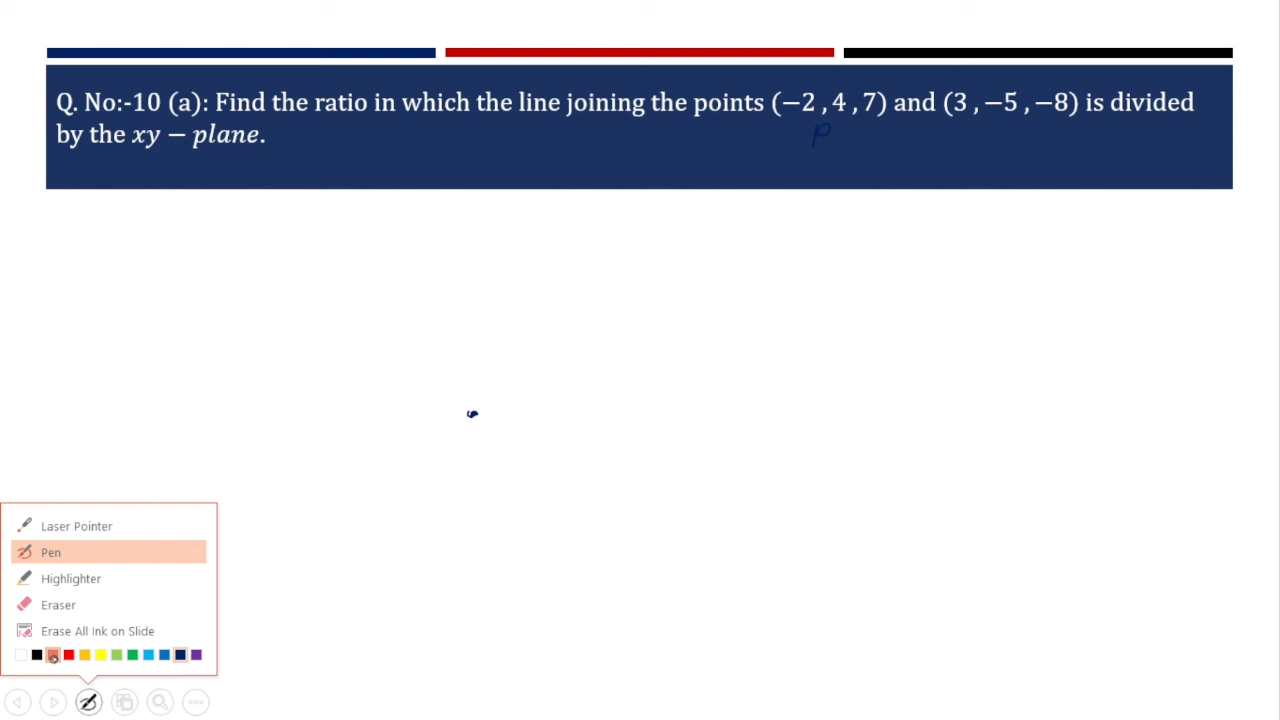 Q. No:-10 (a): Find the ratio in which the line joining the points (−2 , 4 , 7) and (3 , −5 , −8) is divided
by the xy − plane.
P
Laser Pointer
Pen
Highlighter
Eraser
Erase All Ink on Slide